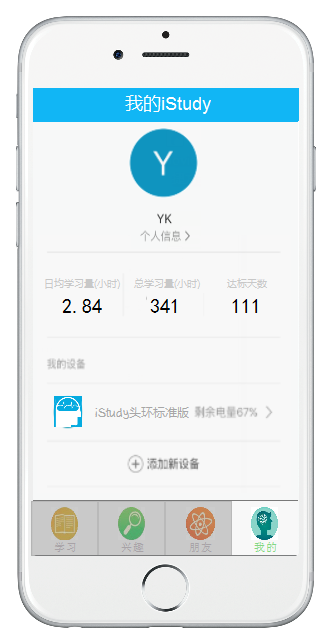 我的iStudy
Y
YK
个人信息 >
日均学习量(小时) 总学习量(小时) 达标天数
2.84 341 111
我的设备
iStudy头环标准版 剩余电量67% >
添加新设备
学习 兴趣 朋友 我的